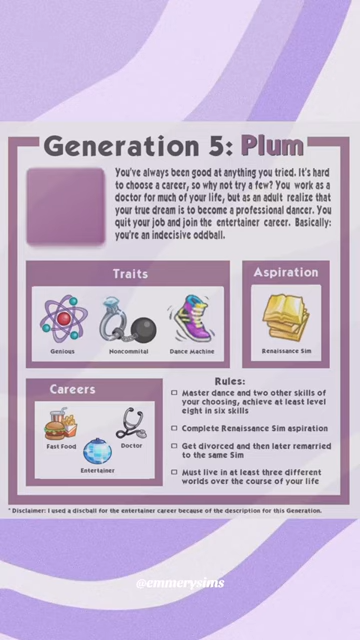 Generation 5: Plum
You've always been good at anything you tried. It's hard
to choose a career, so why not try a few? You work as a
doctor for much of your life, but as an adult realize that
your true dream is to become a professional dancer. You
quit your job and join the entertainer career. Basically:
you're an indecisive oddball.
Traits
Genious
Noncommital
Dance Machine
Aspiration
Renaissance Sim
Careers
Fast Food
Doctor
Entertainer
Rules:
Master dance and two other skills of
your choosing, achieve at least level
eight in six skills
Complete Renaissance Sim aspiration
Get divorced and then later remarried
to the same Sim
Must live in at least three different
worlds over the course of your life
* Disclaimer: I used a discball for the entertainer career because of the description for this Generation.
@emmerysims